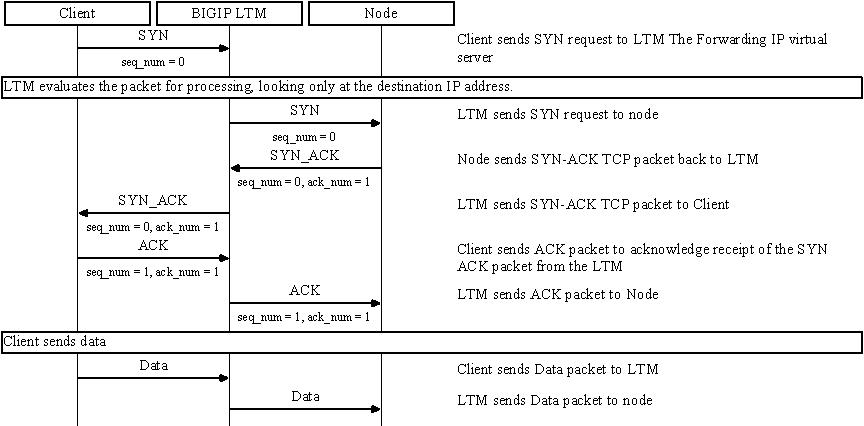 Client BIGIP LTM Node
SYN
seq_num = 0
Client sends SYN request to LTM The Forwarding IP virtual
server
LTM evaluates the packet for processing, looking only at the destination IP address.
SYN
seq_num = 0
LTM sends SYN request to node
SYN_ACK
seq_num = 0, ack_num = 1
Node sends SYN-ACK TCP packet back to LTM
SYN_ACK
seq_num = 0, ack_num = 1
LTM sends SYN-ACK TCP packet to Client
ACK
seq_num = 1, ack_num = 1
Client sends ACK packet to acknowledge receipt of the SYN
ACK packet from the LTM
ACK
seq_num = 1, ack_num = 1
LTM sends ACK packet to Node
Client sends data
Data
Client sends Data packet to LTM
Data
LTM sends Data packet to node